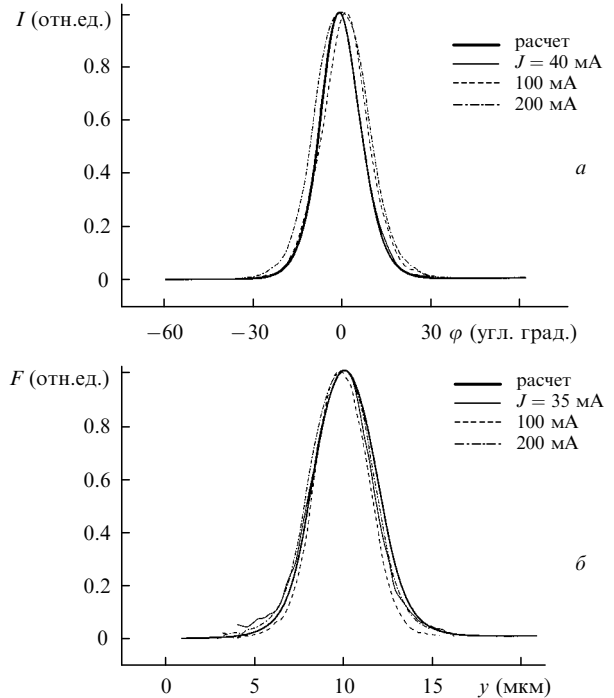 I (отн.ед.)
расчет
J = 40 мА
100 мА
200 мА
0.8
0.6
0.4
0.2
0
а
−60 −30 0 30 φ (угл. град.)
F (отн.ед.)
расчет
J = 35 мА
100 мА
200 мА
0.8
0.6
0.4
0.2
0
б
0 5 10 15 y (мкм)